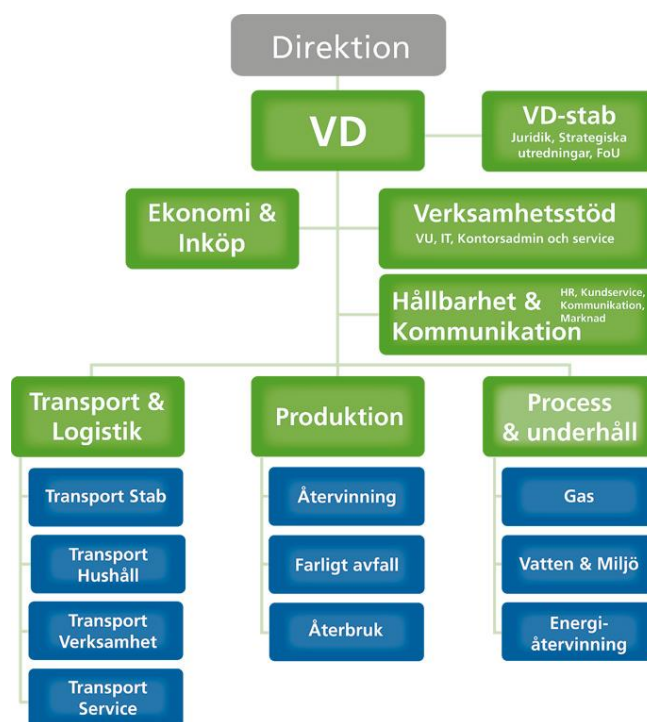 Direktion
VD
VD-stab
Juridik, Strategiska
utredningar, FoU
Ekonomi &
Inköp
Verksamhetsstöd
VU, IT, Kontorsadmin och service
Hållbarhet &
Kommunikation
HR, Kundservice,
Kommunikation,
Marknad
Transport &
Logistik
Transport Stab
Transport
Hushåll
Transport
Verksamhet
Transport
Service
Produktion
Återvinning
Farligt avfall
Återbruk
Process
& underhåll
Gas
Vatten & Miljö
Energi-
återvinning